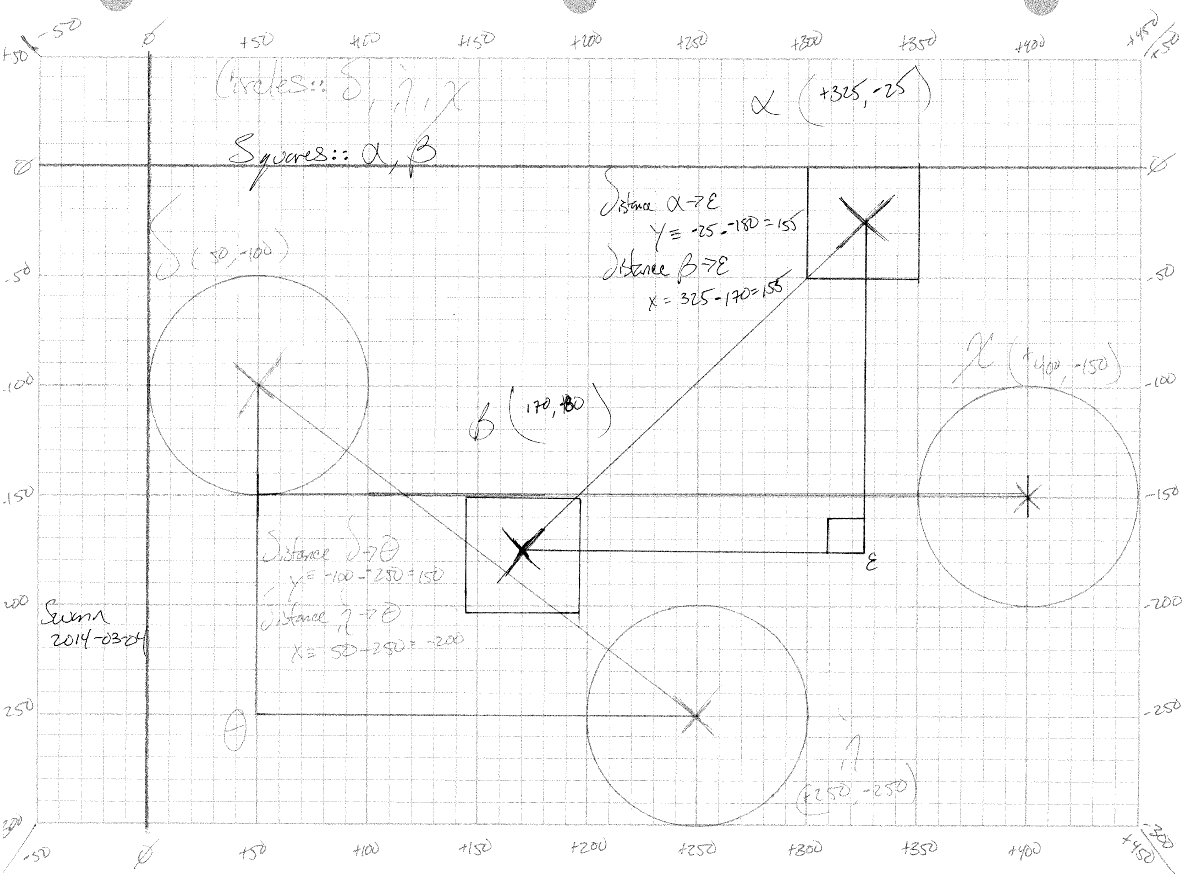 -50 ∅ +50 +100 +150 +200 +250 +300 +350 +400 +450
+50 +50
Circles:: δ, λ, χ
α (+325, -25)
Squares:: α, β
∅ ∅
Distance α→ε
Y = -25 - -180 = 155
δ (50, -100)
Distance β→ε
X = 325 - 170 = 155
-50 -50
χ (+400, -150)
-100 -100
β (170, -180)
-150 -150
Distance δ→θ
ε
y = -100 - -250 = 150
-200 -200
Distance λ→θ
2014-03-04
X = 50 - 250 = -200
-250 -250
θ
λ
(+250, -250)
-300 -300
-50 ∅ +50 +100 +150 +200 +250 +300 +350 +400 +450